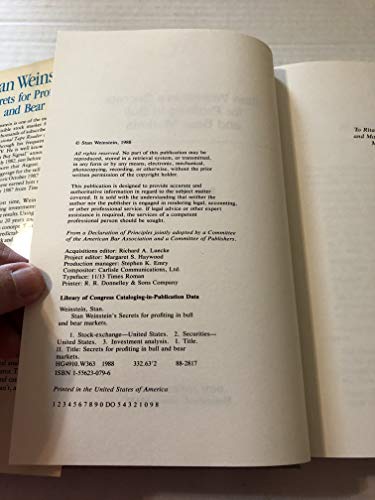 © Stan Weinstein, 1988
All rights reserved. No part of this publication may be
reproduced, stored in a retrieval system, or transmitted,
in any form or by any means, electronic, mechanical,
photocopying, recording, or otherwise, without the prior
written permission of the copyright holder.
This publication is designed to provide accurate and
authoritative information in regard to the subject matter
covered. It is sold with the understanding that neither the
author nor the publisher is engaged in rendering legal, accounting,
or other professional service. If legal advice or other expert
assistance is required, the services of a competent
professional person should be sought.
From a Declaration of Principles jointly adopted by a Committee of
the American Bar Association and a Committee of Publishers.
Acquisitions editor: Richard A. Luecke
Project editor: Margaret S. Haywood
Production manager: Stephen K. Emry
Compositor: Carlisle Communications, Ltd.
Typeface: 11/13 Times Roman
Printer: R. R. Donnelley & Sons Company
Library of Congress Cataloging-in-Publication Data
Weinstein, Stan.
Stan Weinstein's Secrets for profiting in bull
and bear markets.
1. Stock-exchange—United States. 2. Securities—
United States. 3. Investment analysis. I. Title.
II. Title: Secrets for profiting in bull and bear
markets.
HG4910.W363 1988 332.63'2 88-2817
ISBN 1-55623-079-6
Printed in the United States of America
1 2 3 4 5 6 7 8 9 0 DO 5 4 3 2 1 0 9 8
an Weins
crets for Prof
and Bear
To Rita
and Mo